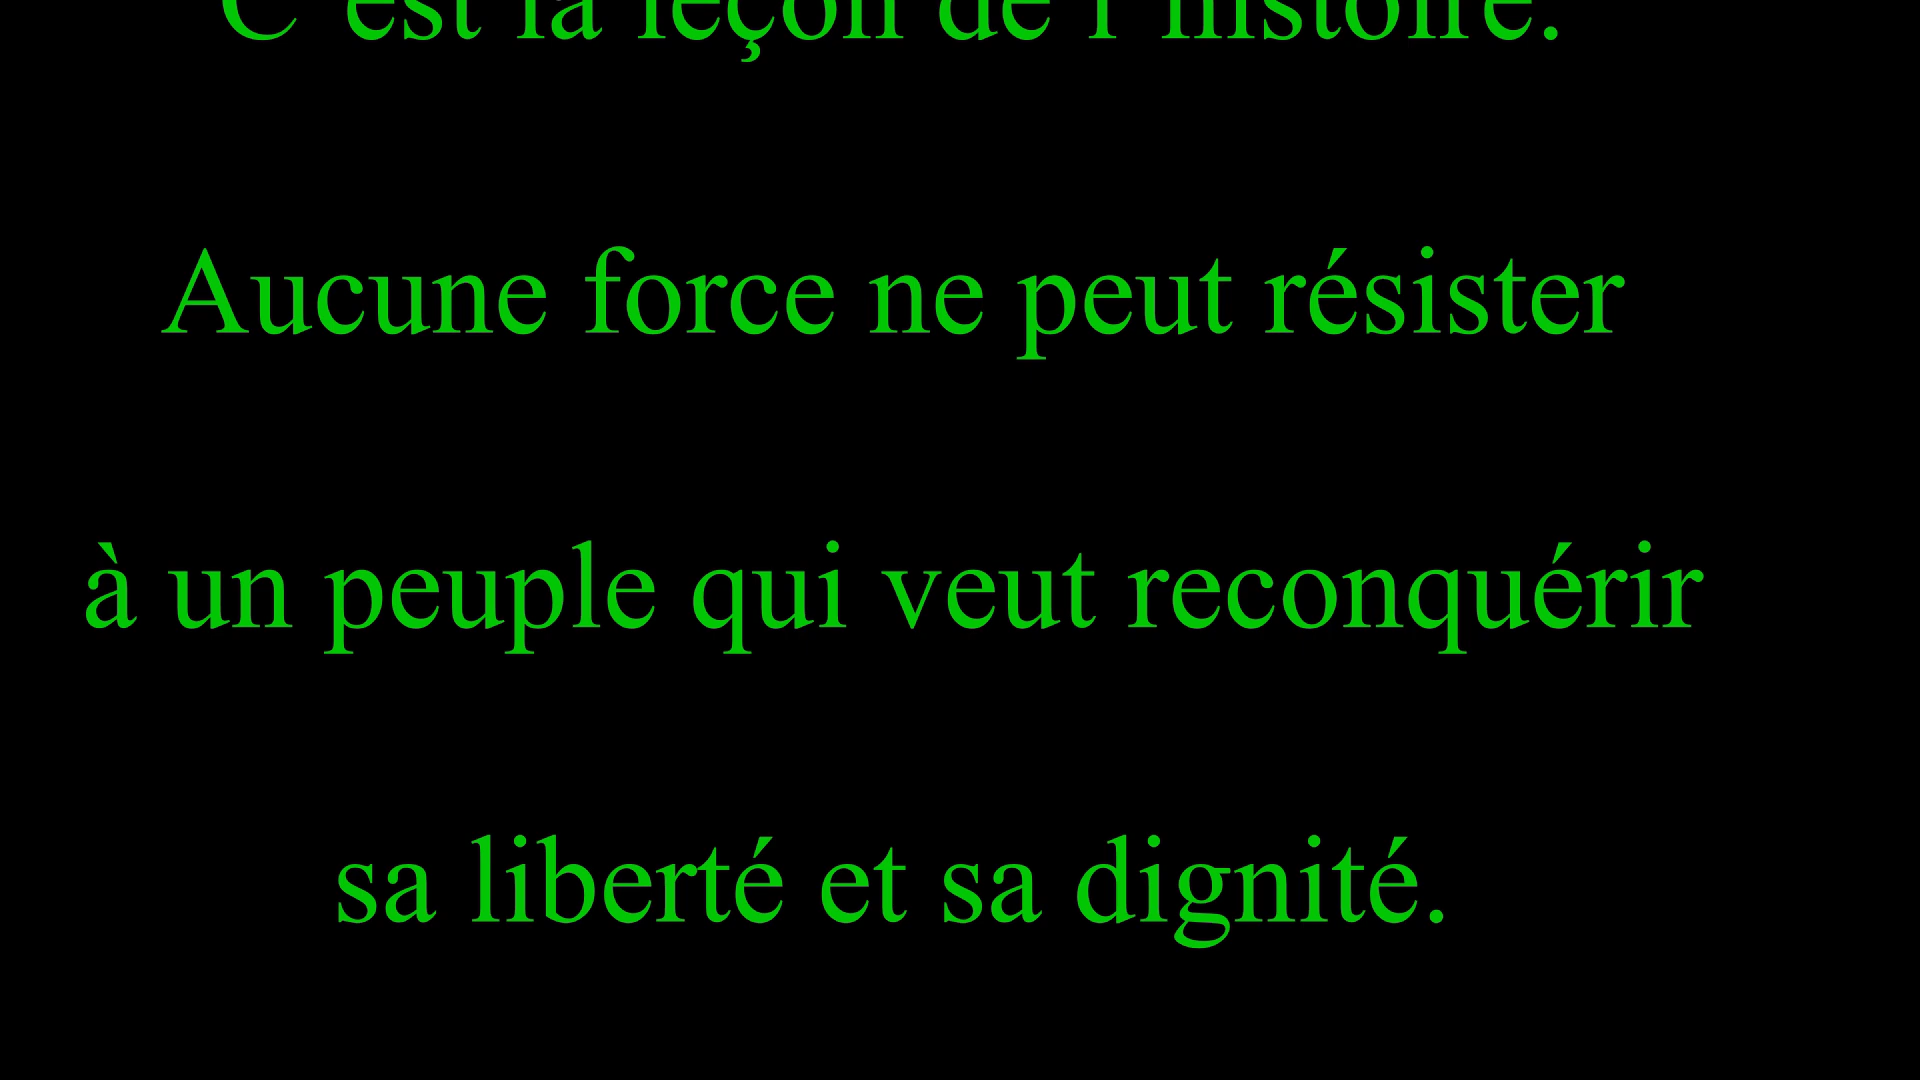 C’est la leçon de l’histoire.
Aucune force ne peut résister
à un peuple qui veut reconquérir
sa liberté et sa dignité.